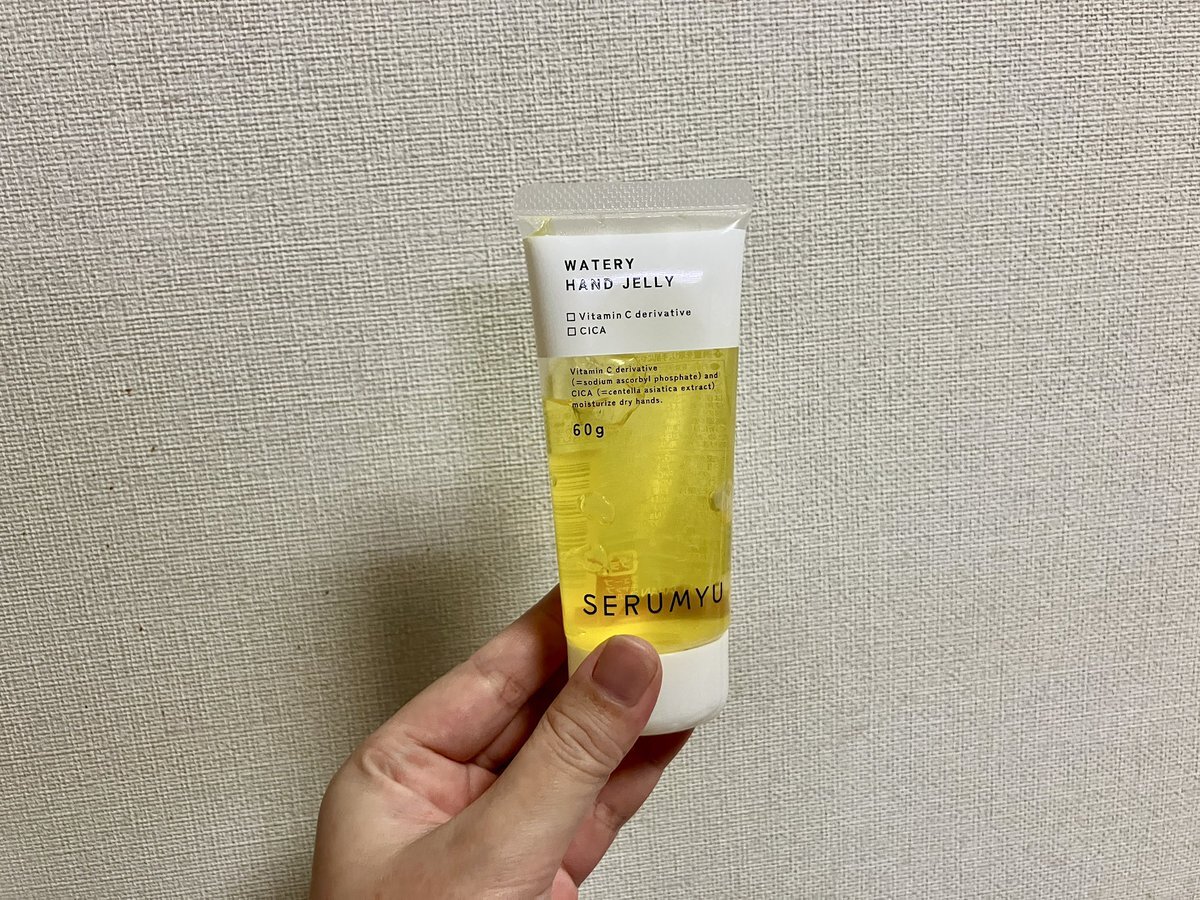 WATERY
HAND JELLY
□ Vitamin C derivative
□ CICA
Vitamin C derivative
(=sodium ascorbyl phosphate) and
CICA (=centella asiatica extract)
moisturize dry hands.
60g
SERUMYU